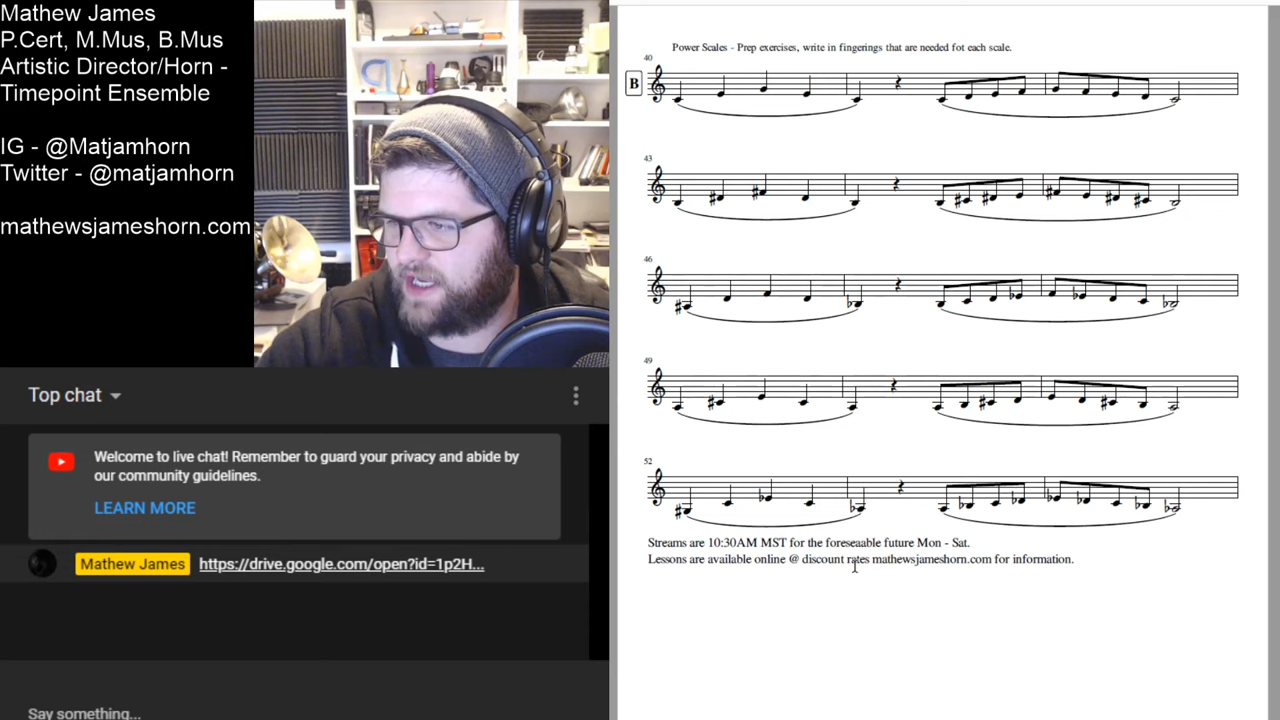 Mathew James
P.Cert, M.Mus, B.Mus
Artistic Director/Horn -
Timepoint Ensemble
IG - @Matjamhorn
Twitter - @matjamhorn
mathewsjameshorn.com
Top chat
Welcome to live chat! Remember to guard your privacy and abide by
our community guidelines.
LEARN MORE
Mathew James https://drive.google.com/open?id=1p2H...
Say something...
Power Scales - Prep exercises, write in fingerings that are needed fot each scale.
40
B
43
46
49
52
Streams are 10:30AM MST for the foreseaable future Mon - Sat.
Lessons are available online @ discount rates mathewsjameshorn.com for information.